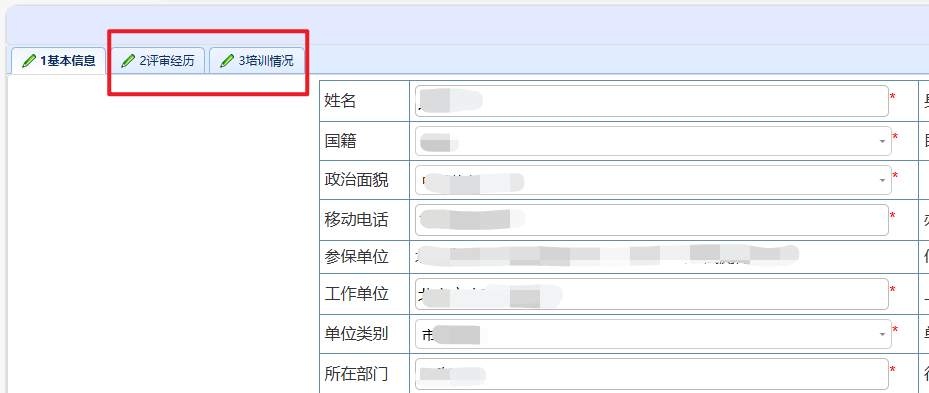 1基本信息 2评审经历 3培训情况
姓名 *
国籍 *
政治面貌 *
移动电话 *
参保单位
工作单位 *
单位类别 市 *
所在部门 *